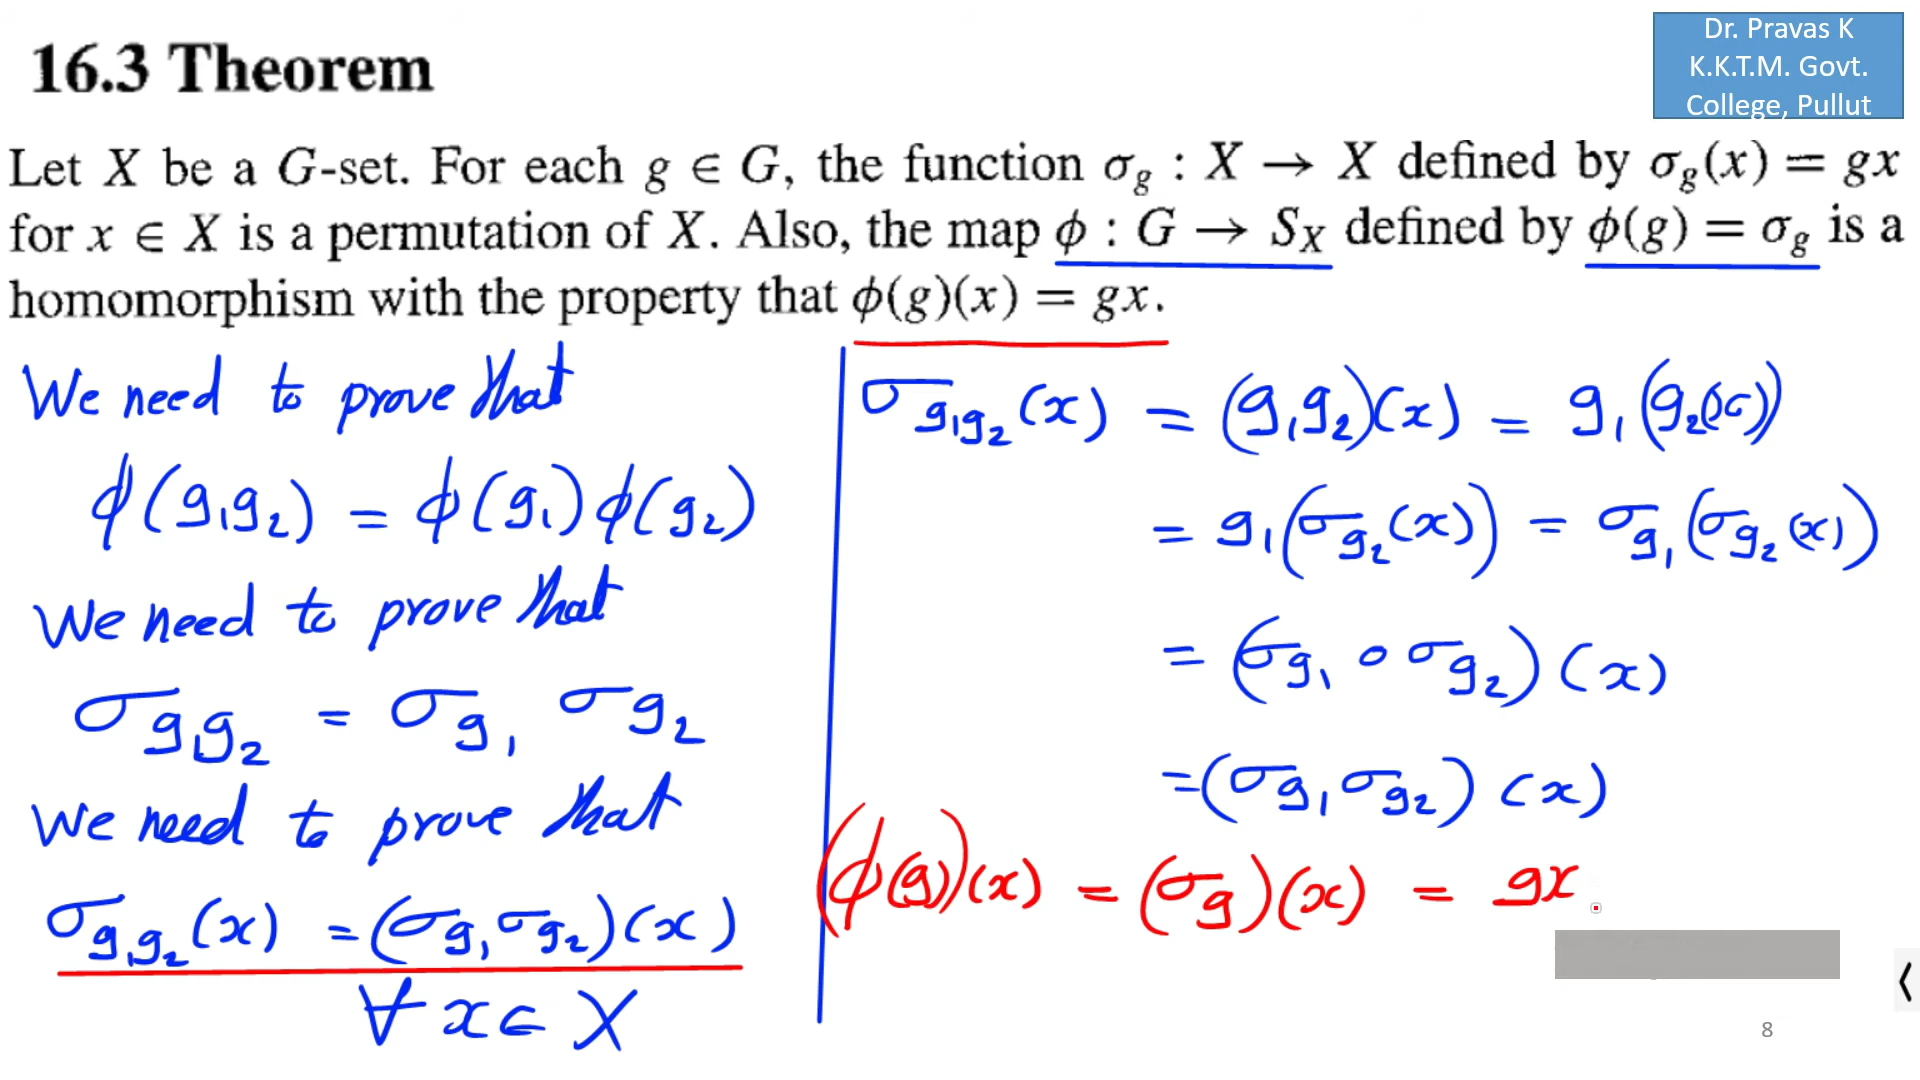 Dr. Pravas K
K.K.T.M. Govt.
College, Pullut
16.3 Theorem
Let X be a G-set. For each g ∈ G, the function σ_g : X → X defined by σ_g(x) = gx
for x ∈ X is a permutation of X. Also, the map ϕ : G → S_X defined by ϕ(g) = σ_g is a
homomorphism with the property that ϕ(g)(x) = gx.
We need to prove that
ϕ(g₁g₂) = ϕ(g₁)ϕ(g₂)
We need to prove that
σ_{g₁g₂} = σ_{g₁} σ_{g₂}
We need to prove that
σ_{g₁g₂}(x) = (σ_{g₁}σ_{g₂})(x)
∀ x ∈ X
σ_{g₁g₂}(x) = (g₁g₂)(x) = g₁(g₂(x))
= g₁(σ_{g₂}(x)) = σ_{g₁}(σ_{g₂}(x))
= (σ_{g₁} ∘ σ_{g₂})(x)
= (σ_{g₁}σ_{g₂})(x)
(ϕ(g))(x) = (σ_g)(x) = gx
8